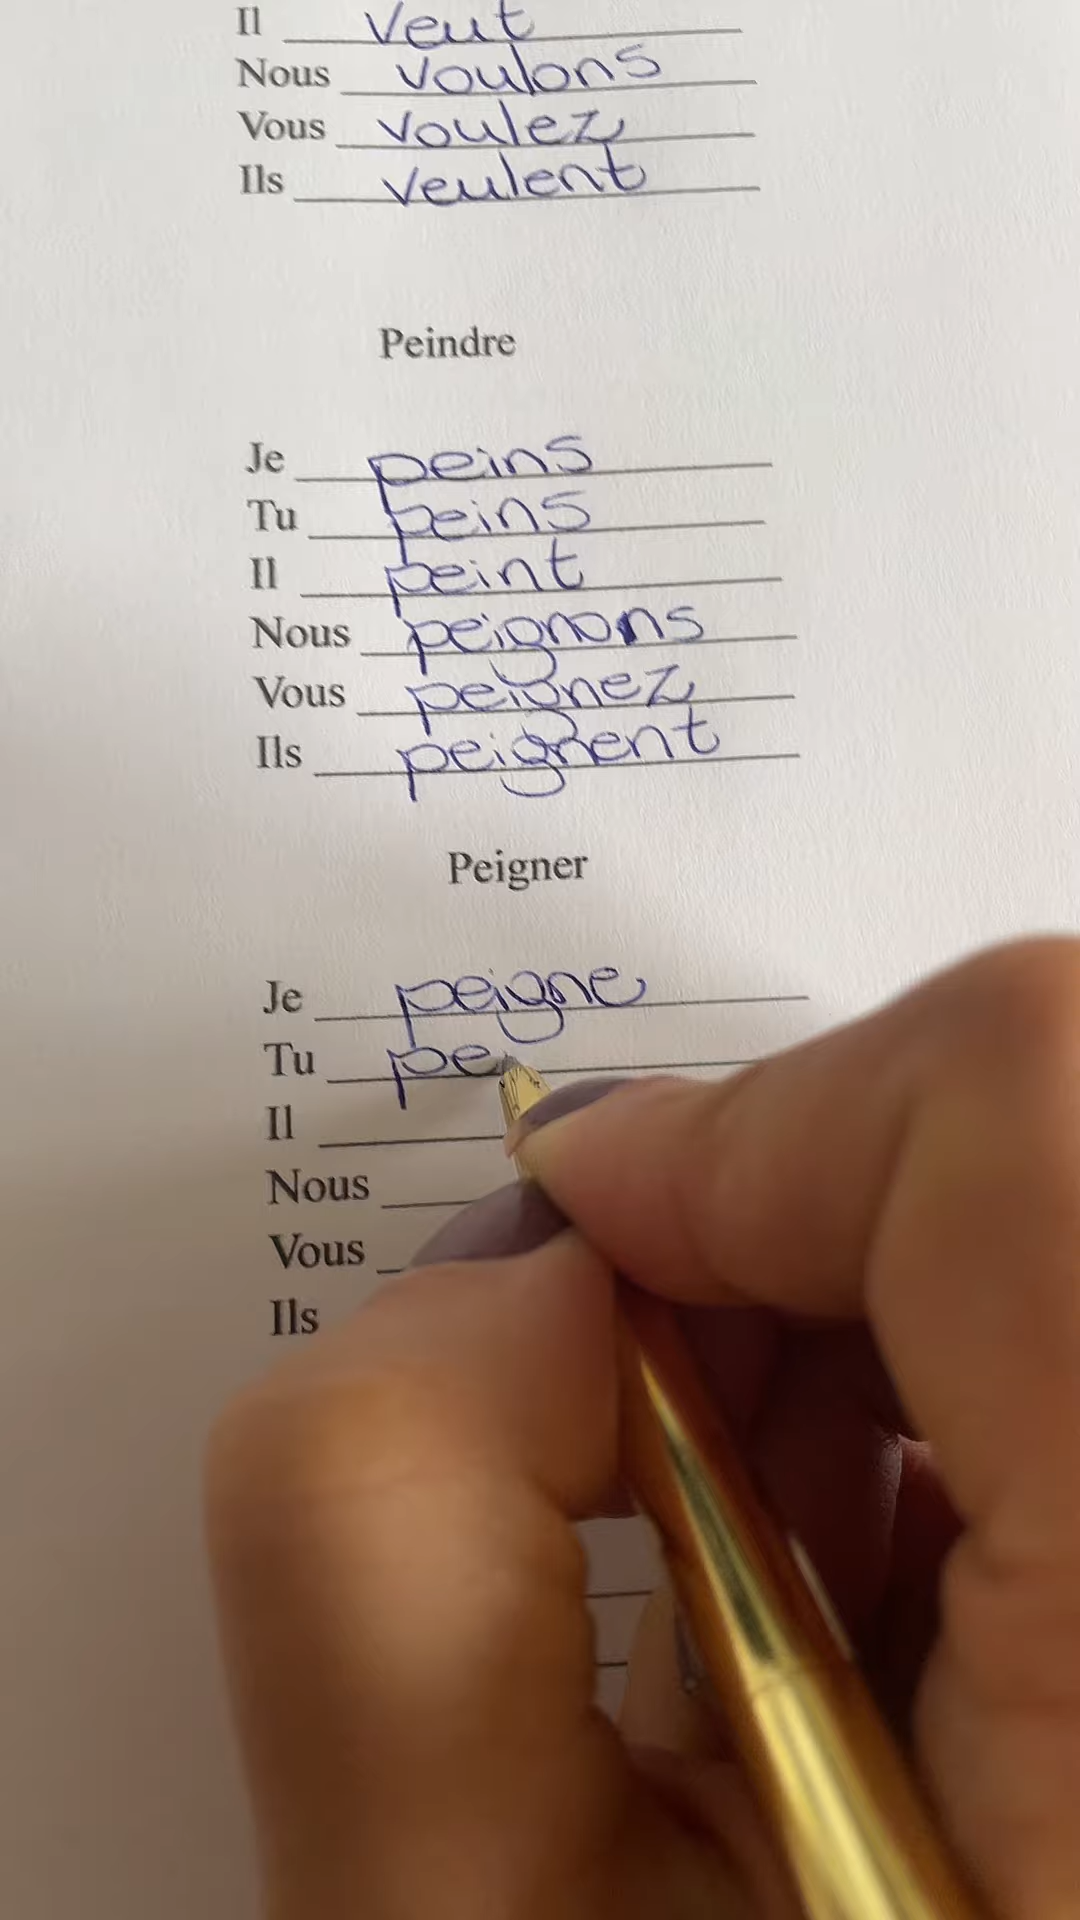 Il veut
Nous voulons
Vous voulez
Ils veulent
Peindre
Je peins
Tu peins
Il peint
Nous peignons
Vous peignez
Ils peignent
Peigner
Je peigne
Tu pe
Il
Nous
Vous
Ils